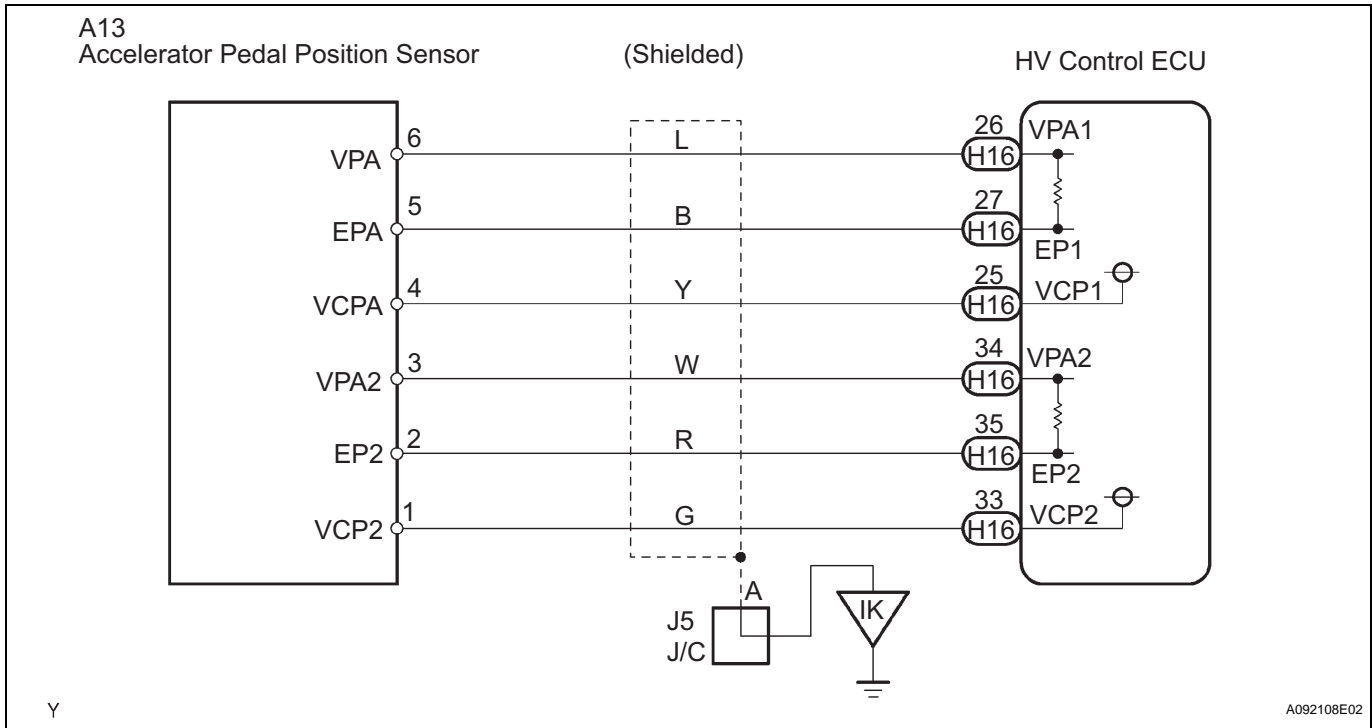 A13
Accelerator Pedal Position Sensor
(Shielded)
HV Control ECU
VPA 6 L 26 H16 VPA1
EPA 5 B 27 H16 EP1
VCPA 4 Y 25 H16 VCP1
VPA2 3 W 34 H16 VPA2
EP2 2 R 35 H16 EP2
VCP2 1 G 33 H16 VCP2
A
J5
J/C
IK
Y
A092108E02